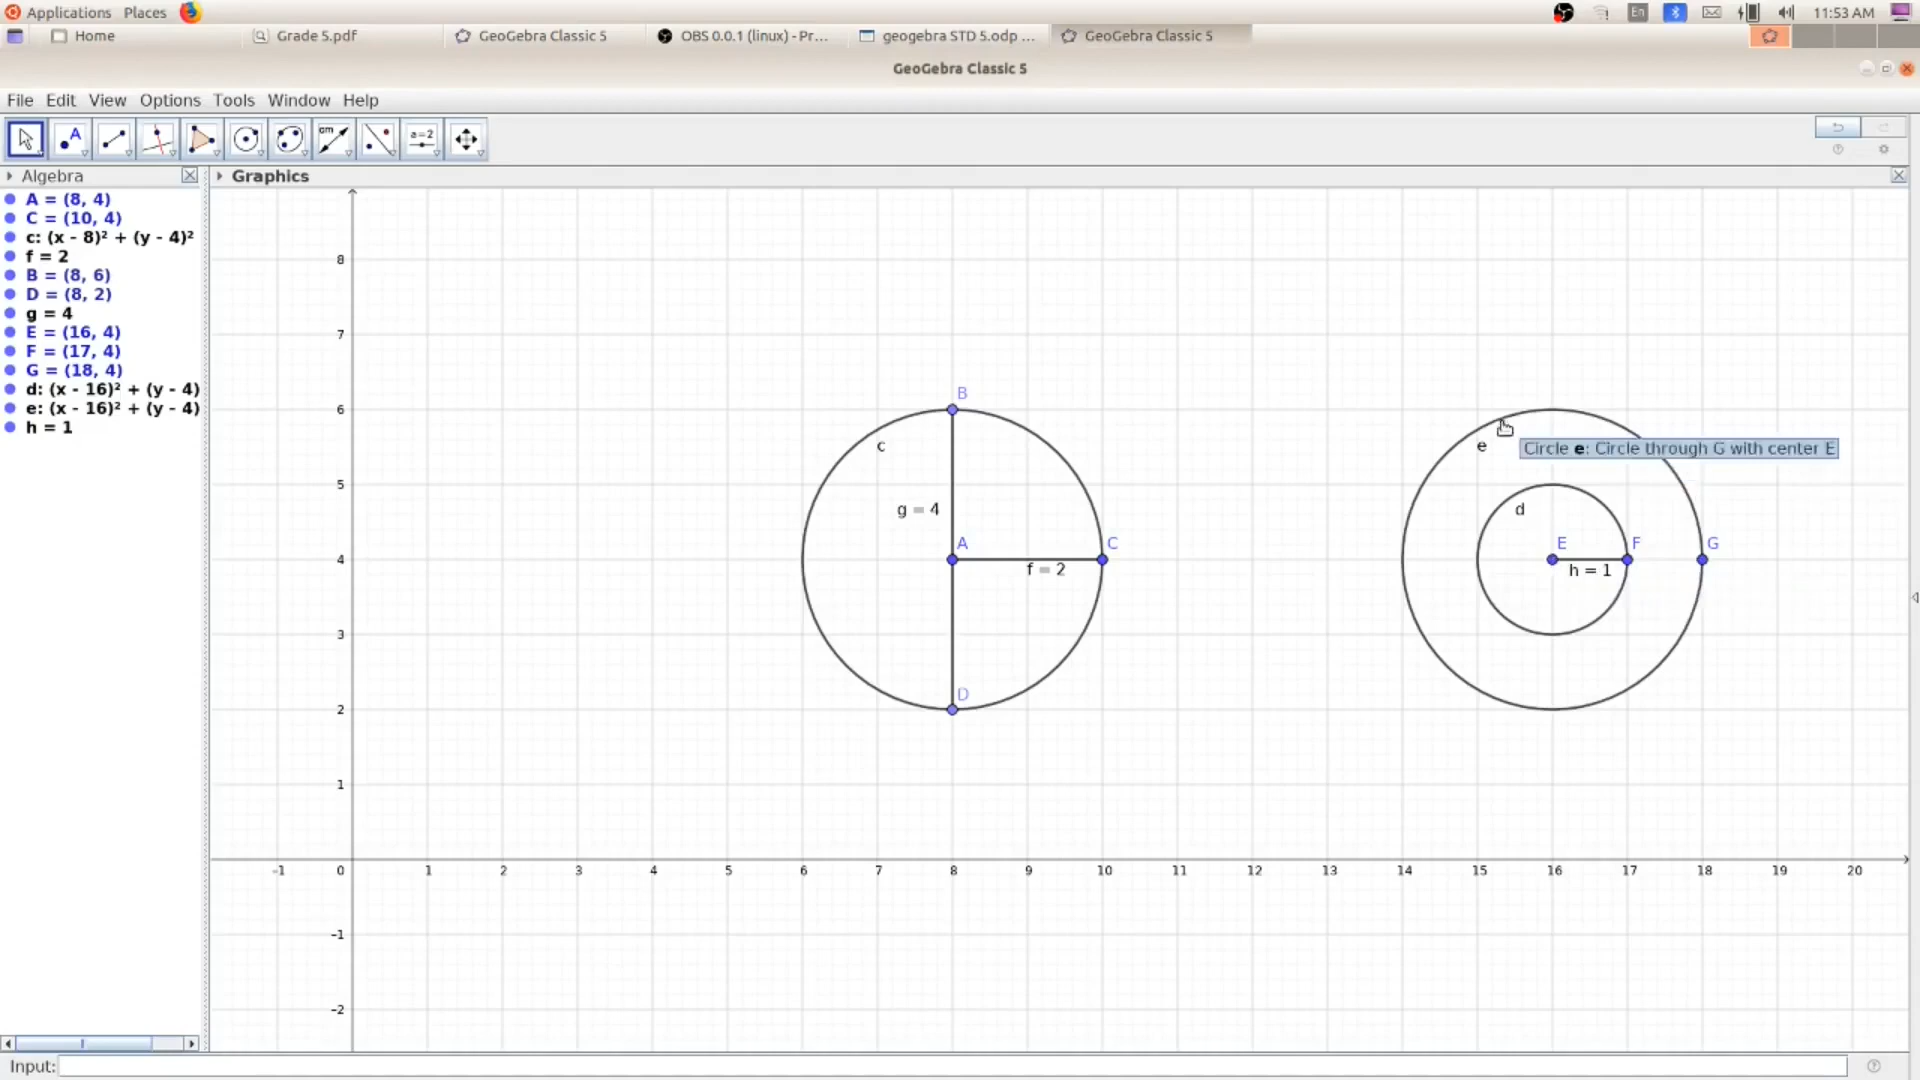 Applications Places En 11:53 AM
Home Grade 5.pdf GeoGebra Classic 5 OBS 0.0.1 (linux) - Pr... geogebra STD 5.odp ... GeoGebra Classic 5
GeoGebra Classic 5
File Edit View Options Tools Window Help
A cm a=2
Algebra
Graphics
A = (8, 4)
C = (10, 4)
c: (x - 8)² + (y - 4)²
f = 2
B = (8, 6)
D = (8, 2)
g = 4
E = (16, 4)
F = (17, 4)
G = (18, 4)
d: (x - 16)² + (y - 4)
e: (x - 16)² + (y - 4)
h = 1
8
7
6
5
4
3
2
1
-1 0 1 2 3 4 5 6 7 8 9 10 11 12 13 14 15 16 17 18 19 20
-1
-2
B
c
g = 4
A
C
f = 2
D
e
Circle e: Circle through G with center E
d
E F G
h = 1
Input: